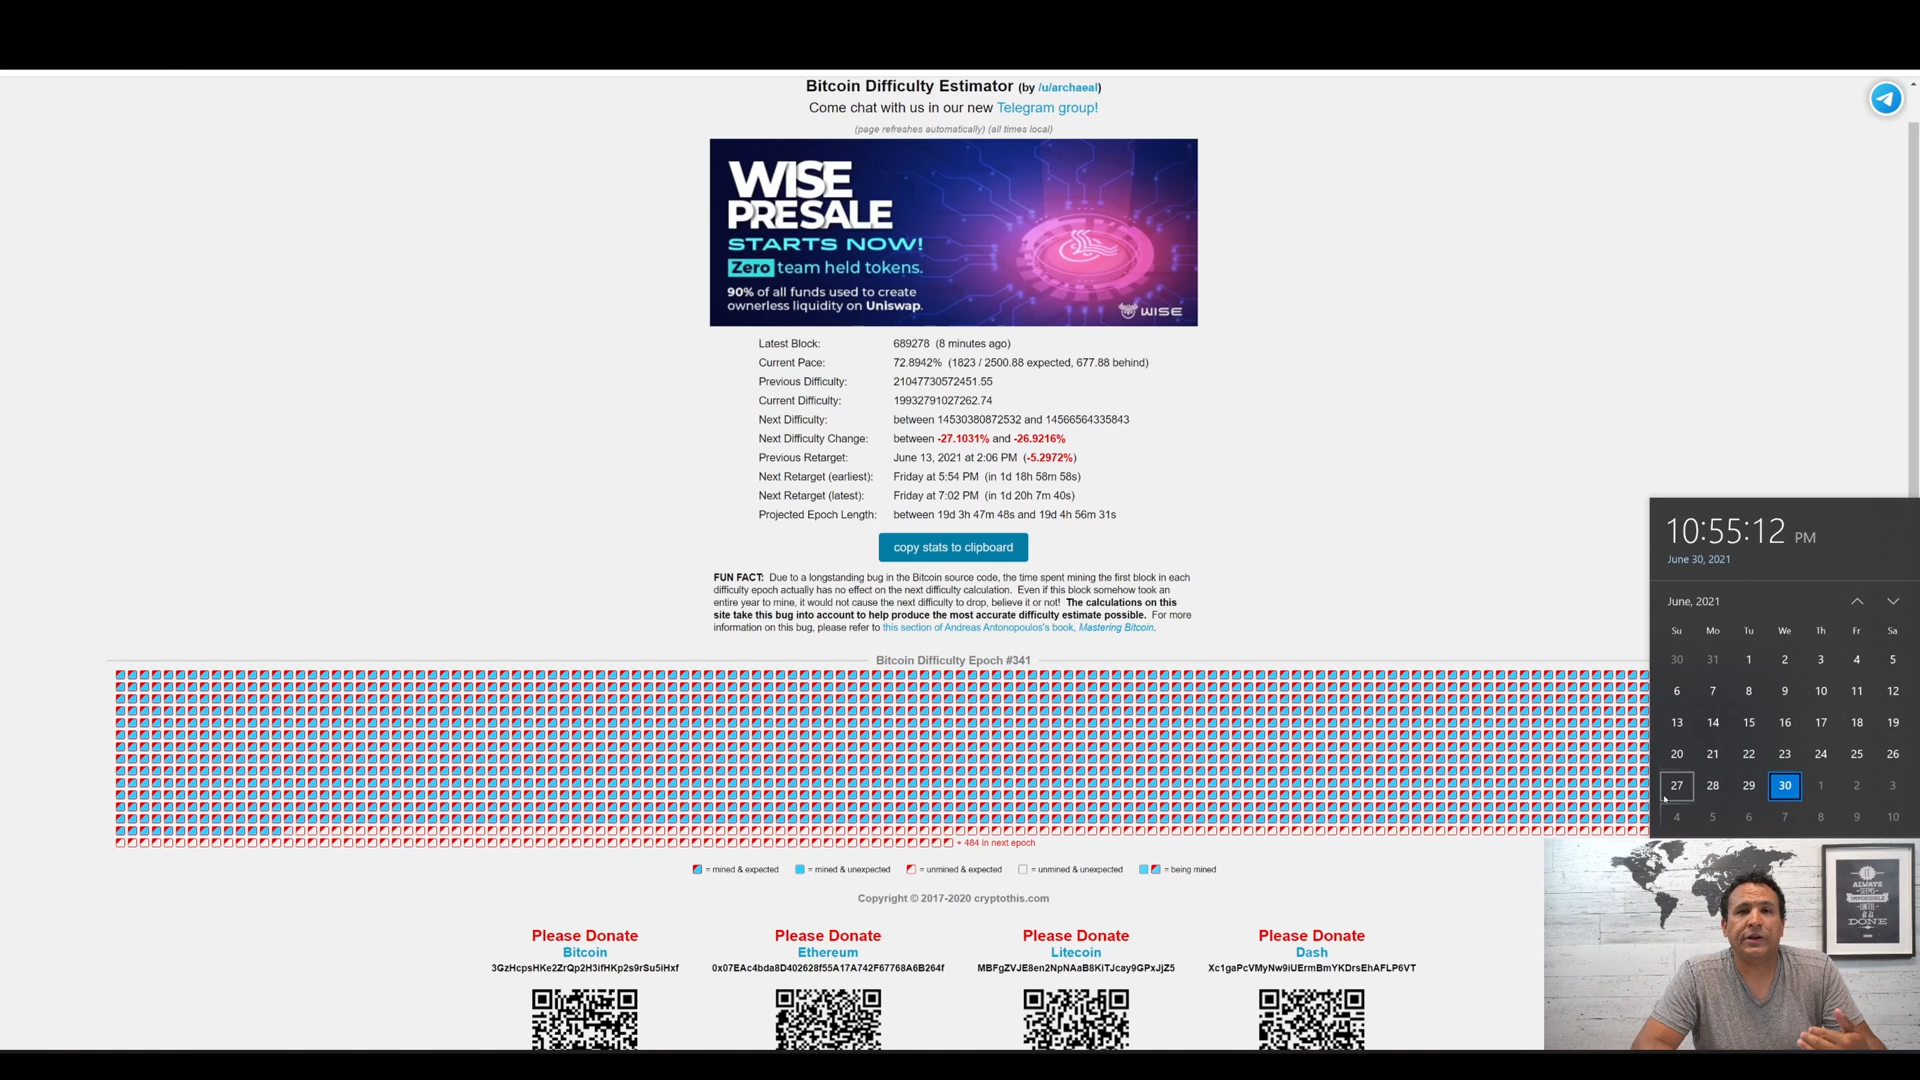 Bitcoin Difficulty Estimator (by /u/archaeal)
Come chat with us in our new Telegram group!
(page refreshes automatically) (all times local)
WISE
PRESALE
STARTS NOW!
Zero team held tokens.
90% of all funds used to create
ownerless liquidity on Uniswap.
WISE
Latest Block: 689278 (8 minutes ago)
Current Pace: 72.8942% (1823 / 2500.88 expected, 677.88 behind)
Previous Difficulty: 21047730572451.55
Current Difficulty: 19932791027262.74
Next Difficulty: between 14530380872532 and 14566564335843
Next Difficulty Change: between -27.1031% and -26.9216%
Previous Retarget: June 13, 2021 at 2:06 PM (-5.2972%)
Next Retarget (earliest): Friday at 5:54 PM (in 1d 18h 58m 58s)
Next Retarget (latest): Friday at 7:02 PM (in 1d 20h 7m 40s)
Projected Epoch Length: between 19d 3h 47m 48s and 19d 4h 56m 31s
copy stats to clipboard
FUN FACT: Due to a longstanding bug in the Bitcoin source code, the time spent mining the first block in each
difficulty epoch actually has no effect on the next difficulty calculation. Even if this block somehow took an
entire year to mine, it would not cause the next difficulty to drop, believe it or not! The calculations on this
site take this bug into account to help produce the most accurate difficulty estimate possible. For more
information on this bug, please refer to this section of Andreas Antonopoulos's book, Mastering Bitcoin.
Bitcoin Difficulty Epoch #341
+ 484 in next epoch
= mined & expected = mined & unexpected = unmined & expected = unmined & unexpected = being mined
Copyright © 2017-2020 cryptothis.com
Please Donate Please Donate Please Donate Please Donate
Bitcoin Ethereum Litecoin Dash
3GzHcpsHKe2ZrQp2H3ifHKp2s9rSu5iHxf 0x07EAc4bda8D402628f55A17A742F67768A6B264f MBFgZVJE8en2NpNAaB8KiTJcay9GPxJjZ5 Xc1gaPcVMyNw9iUErmBmYKDrsEhAFLP6VT
10:55:12 PM
June 30, 2021
June, 2021
Su Mo Tu We Th Fr Sa
30 31 1 2 3 4 5
6 7 8 9 10 11 12
13 14 15 16 17 18 19
20 21 22 23 24 25 26
27 28 29 30 1 2 3
4 5 6 7 8 9 10
IT
ALWAYS
SEEMS
IMPOSSIBLE
UNTIL
IT IS
DONE